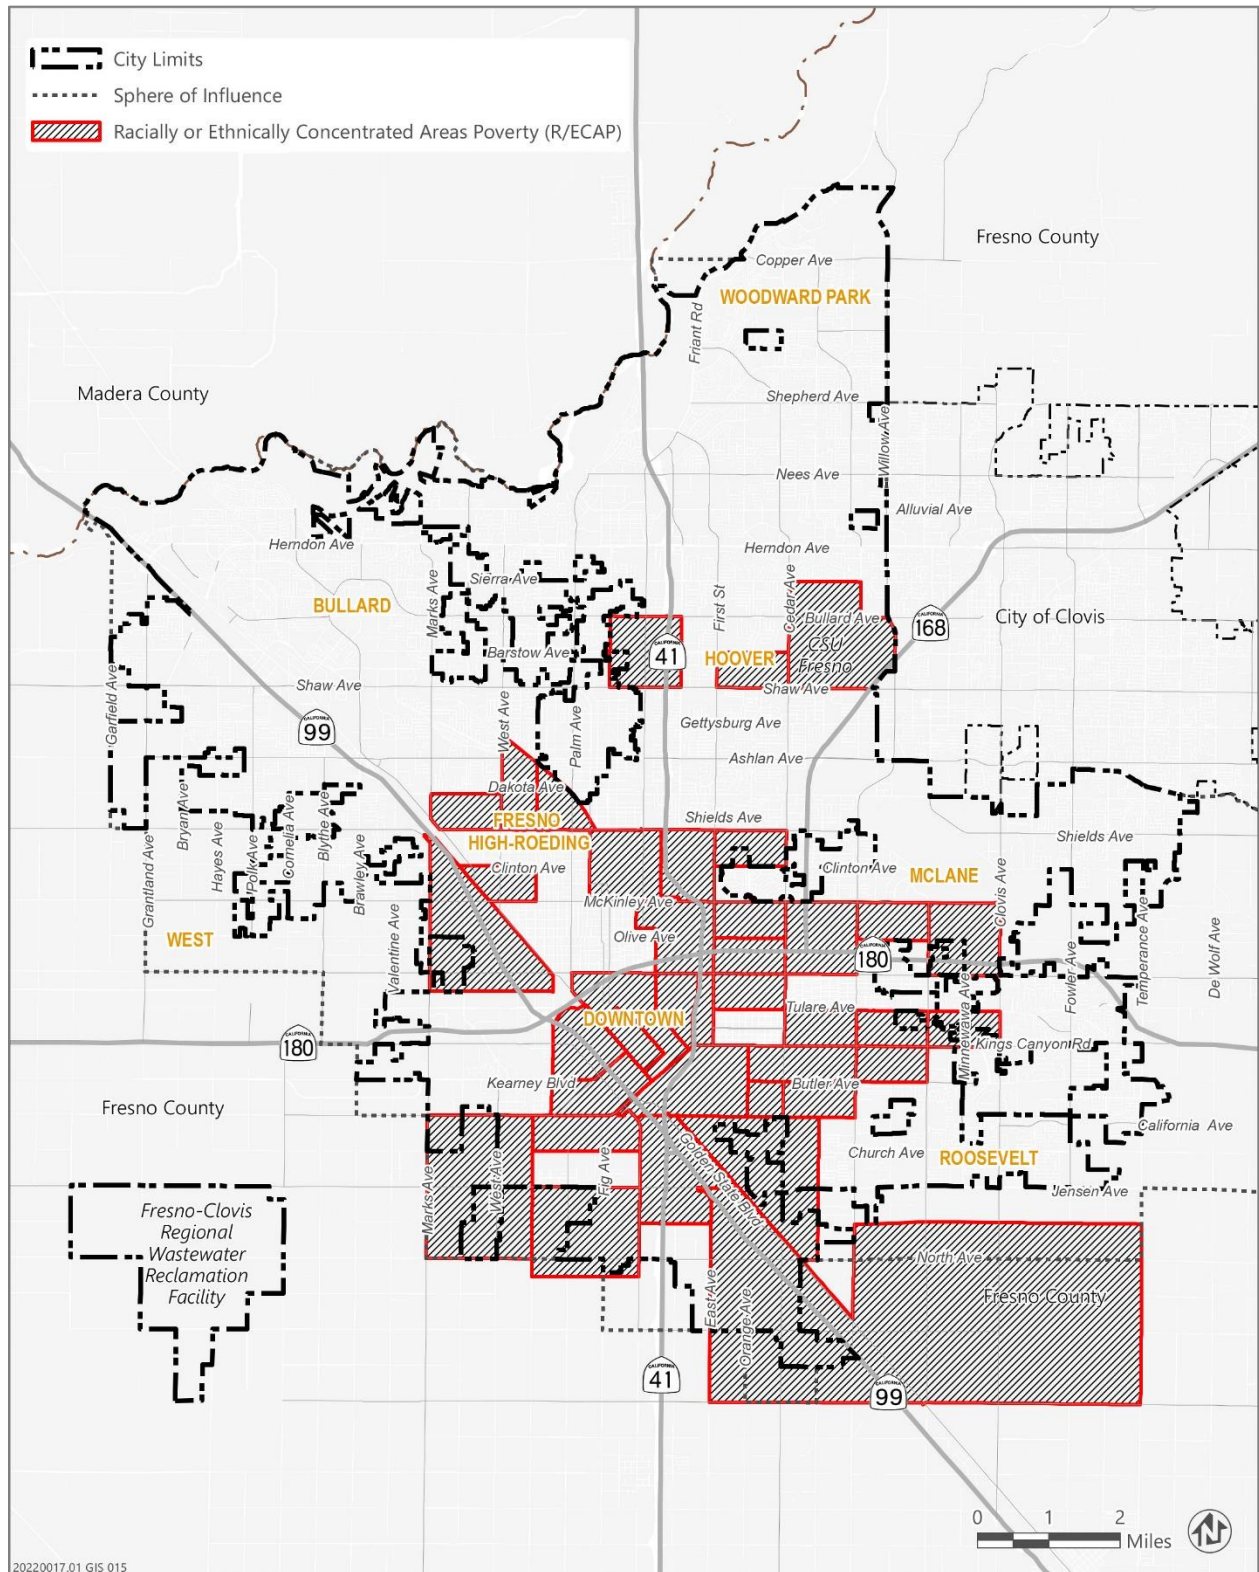 City Limits
Sphere of Influence
Racially or Ethnically Concentrated Areas Poverty (R/ECAP)
Fresno County
Copper Ave
WOODWARD PARK
Friant Rd
Madera County
Shepherd Ave
Willow Ave
Nees Ave
Alluvial Ave
Herndon Ave
Herndon Ave
Sierra Ave
Marks Ave
BULLARD
First St
Cedar Ave
Bullard Ave
CALIFORNIA
168
City of Clovis
CSU
Fresno
Barstow Ave
CALIFORNIA
41
HOOVER
Garfield Ave
Shaw Ave
Shaw Ave
CALIFORNIA
99
West Ave
Palm Ave
Gettysburg Ave
Ashlan Ave
Dakota Ave
FRESNO
HIGH-ROEDING
Shields Ave
Shields Ave
Bryan Ave
Hayes Ave
Polk Ave
Cornelia Ave
Blythe Ave
Brawley Ave
Grantland Ave
Clinton Ave
Clinton Ave
MCLANE
Clovis Ave
McKinley Ave
Olive Ave
WEST
Valentine Ave
CALIFORNIA
180
Fowler Ave
Temperance Ave
De Wolf Ave
DOWNTOWN
Tulare Ave
Minnewawa Ave
CALIFORNIA
180
Kings Canyon Rd
Kearney Blvd
Butler Ave
Fresno County
California Ave
Golden State Blvd
Church Ave
ROOSEVELT
Marks Ave
West Ave
Fig Ave
Jensen Ave
Fresno-Clovis
Regional
Wastewater
Reclamation
Facility
North Ave
Fresno County
East Ave
Orange Ave
CALIFORNIA
41
CALIFORNIA
99
0 1 2
Miles
N
20220017.01 GIS 015